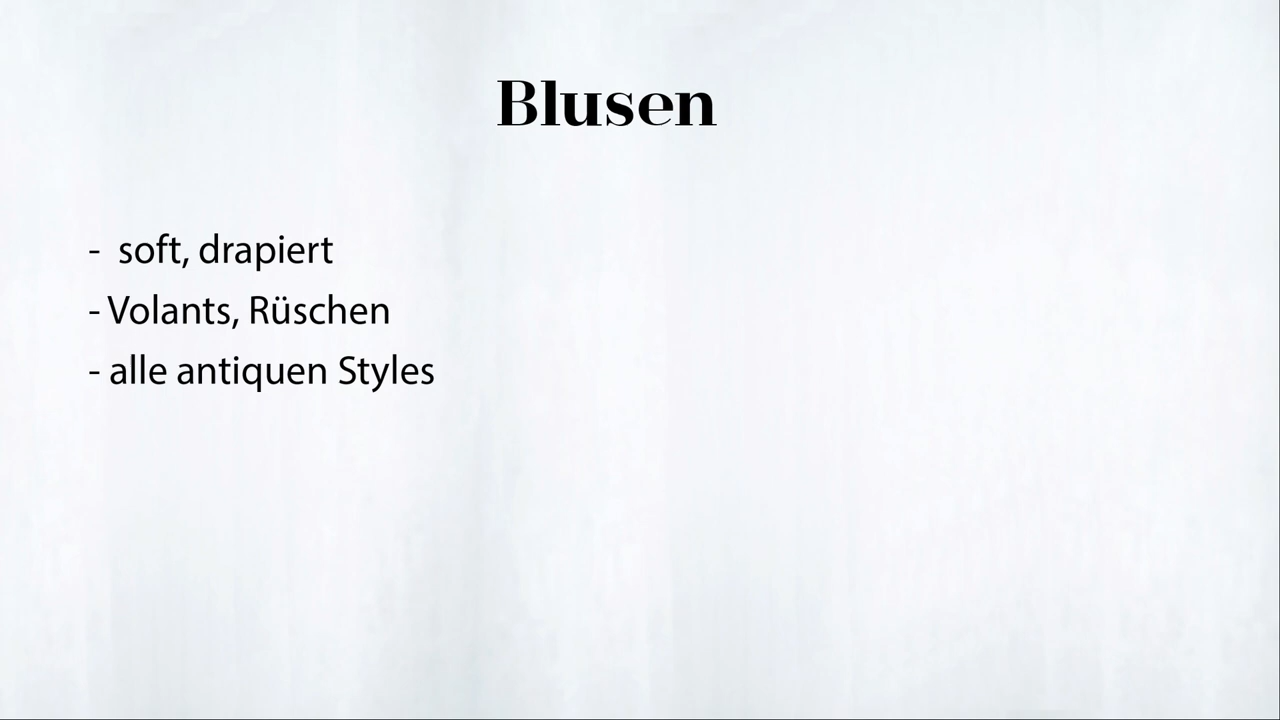 Blusen
- soft, drapiert
- Volants, Rüschen
- alle antiquen Styles